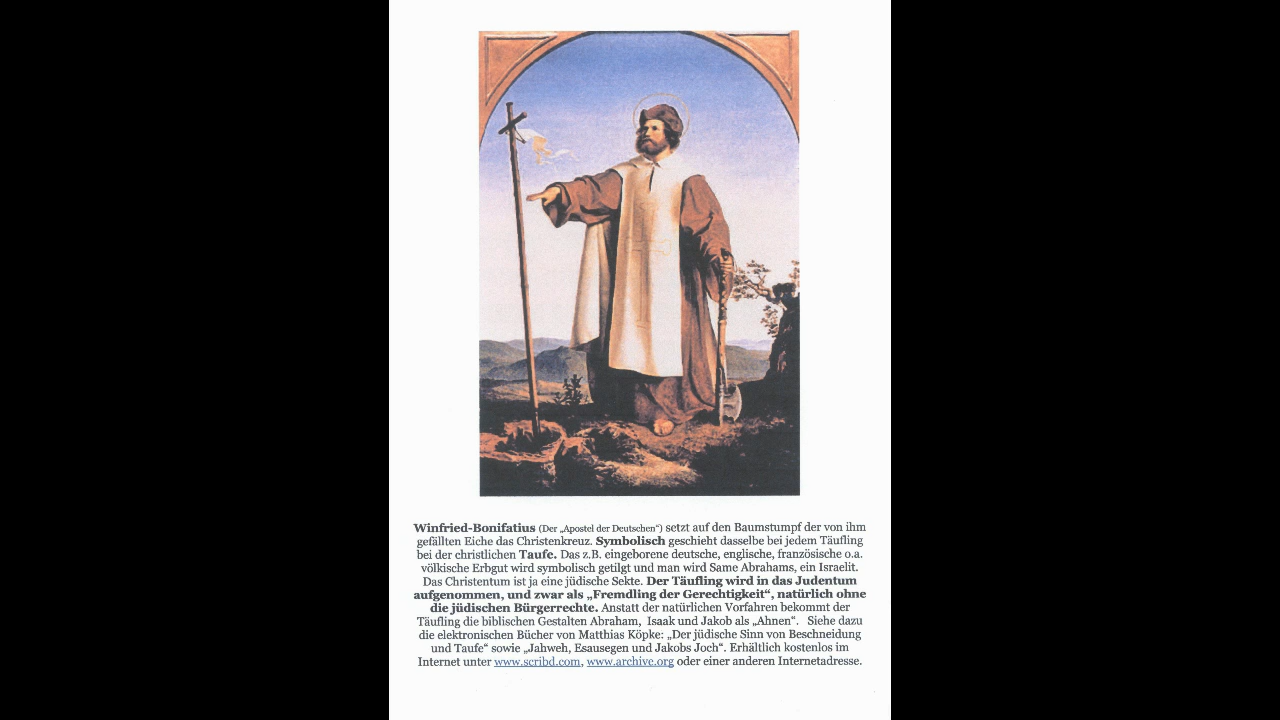 Winfried-Bonifatius (Der „Apostel der Deutschen“) setzt auf den Baumstumpf der von ihm
gefällten Eiche das Christenkreuz. Symbolisch geschieht dasselbe bei jedem Täufling
bei der christlichen Taufe. Das z.B. eingeborene deutsche, englische, französische o.a.
völkische Erbgut wird symbolisch getilgt und man wird Same Abrahams, ein Israelit.
Das Christentum ist ja eine jüdische Sekte. Der Täufling wird in das Judentum
aufgenommen, und zwar als „Fremdling der Gerechtigkeit“, natürlich ohne
die jüdischen Bürgerrechte. Anstatt der natürlichen Vorfahren bekommt der
Täufling die biblischen Gestalten Abraham, Isaak und Jakob als „Ahnen“. Siehe dazu
die elektronischen Bücher von Matthias Köpke: „Der jüdische Sinn von Beschneidung
und Taufe“ sowie „Jahweh, Esausegen und Jakobs Joch“. Erhältlich kostenlos im
Internet unter www.scribd.com, www.archive.org oder einer anderen Internetadresse.